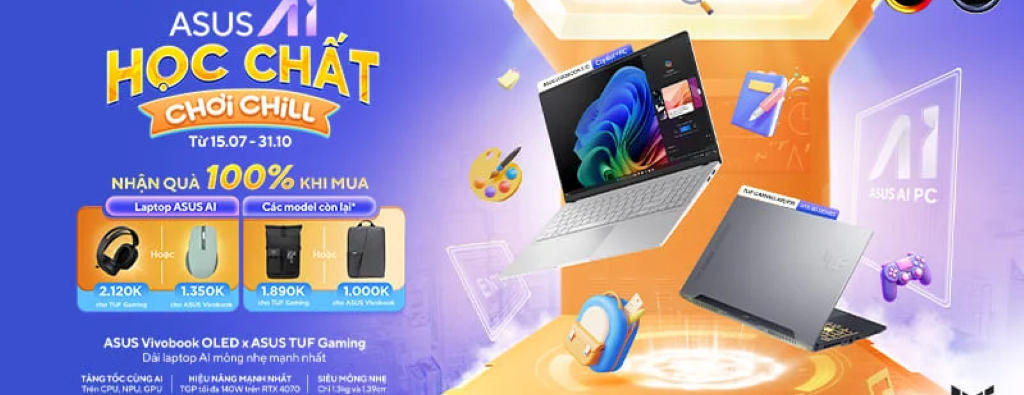 ASUS AI
HỌC CHẤT
CHƠI CHILL
Từ 15.07 - 31.10
NHẬN QUÀ 100% KHI MUA
Laptop ASUS AI
Các model còn lại*
Hoặc
Hoặc
2.120K
cho TUF Gaming
1.350K
cho ASUS Vivobook
1.890K
cho TUF Gaming
1.000K
cho ASUS Vivobook
ASUS Vivobook OLED x ASUS TUF Gaming
Dải laptop AI mỏng nhẹ mạnh nhất
TĂNG TỐC CÙNG AI
Trên CPU, NPU, GPU
HIỆU NĂNG MẠNH NHẤT
TGP tối đa 140W trên RTX 4070
SIÊU MỎNG NHẸ
Chỉ 1.3kg và 1.39cm
Copilot+ PC
AI
ASUS AI PC